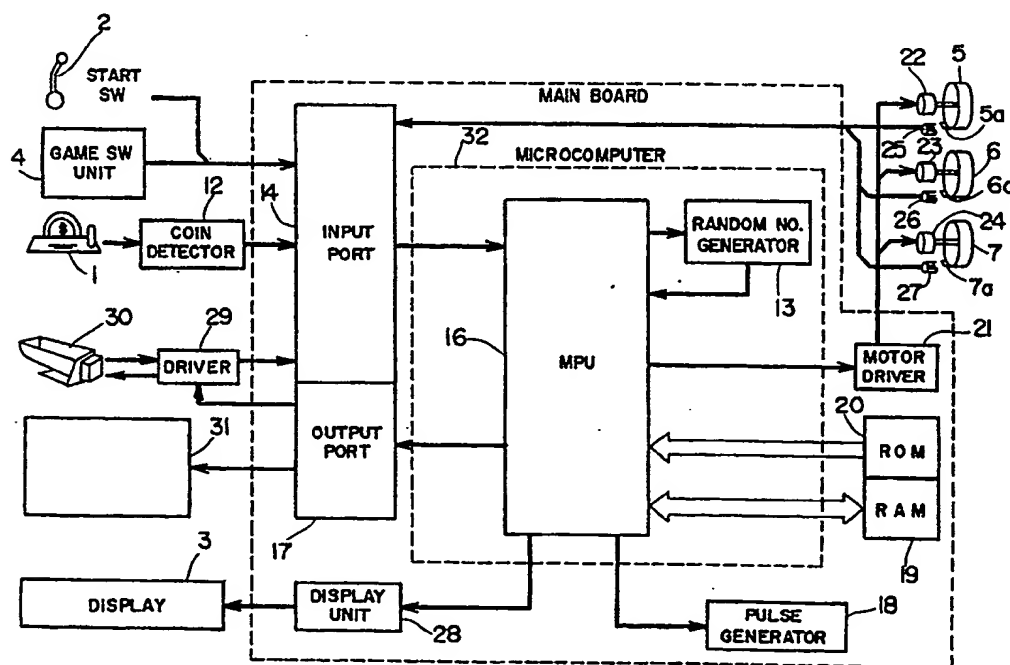 2
START
SW
MAIN BOARD
22
5
5a
4
GAME SW
UNIT
12
14
32
MICROCOMPUTER
25
23
6
26
24
7
COIN
DETECTOR
INPUT
PORT
RANDOM NO.
GENERATOR
1
13
27
7a
30
29
16
21
DRIVER
MPU
MOTOR
DRIVER
31
OUTPUT
PORT
20
ROM
RAM
17
19
3
DISPLAY
DISPLAY
UNIT
28
PULSE
GENERATOR
18